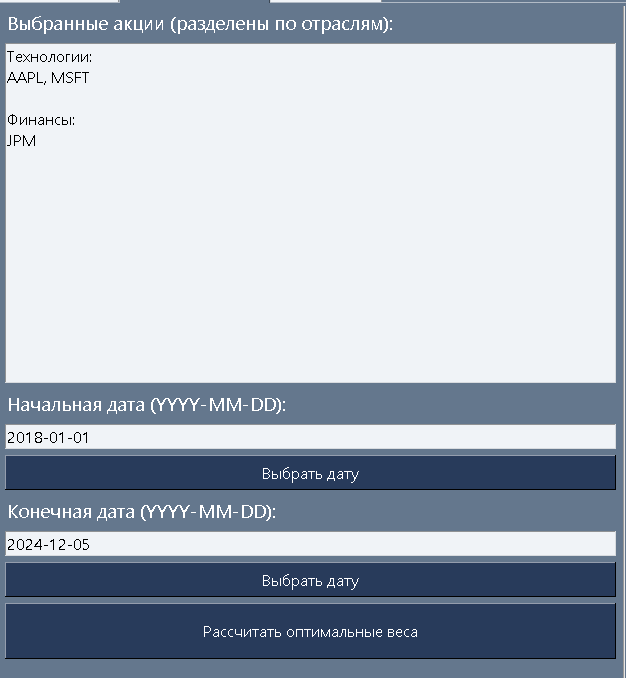 Выбранные акции (разделены по отраслям):
Технологии:
AAPL, MSFT
Финансы:
JPM
Начальная дата (YYYY-MM-DD):
2018-01-01
Выбрать дату
Конечная дата (YYYY-MM-DD):
2024-12-05
Выбрать дату
Рассчитать оптимальные веса